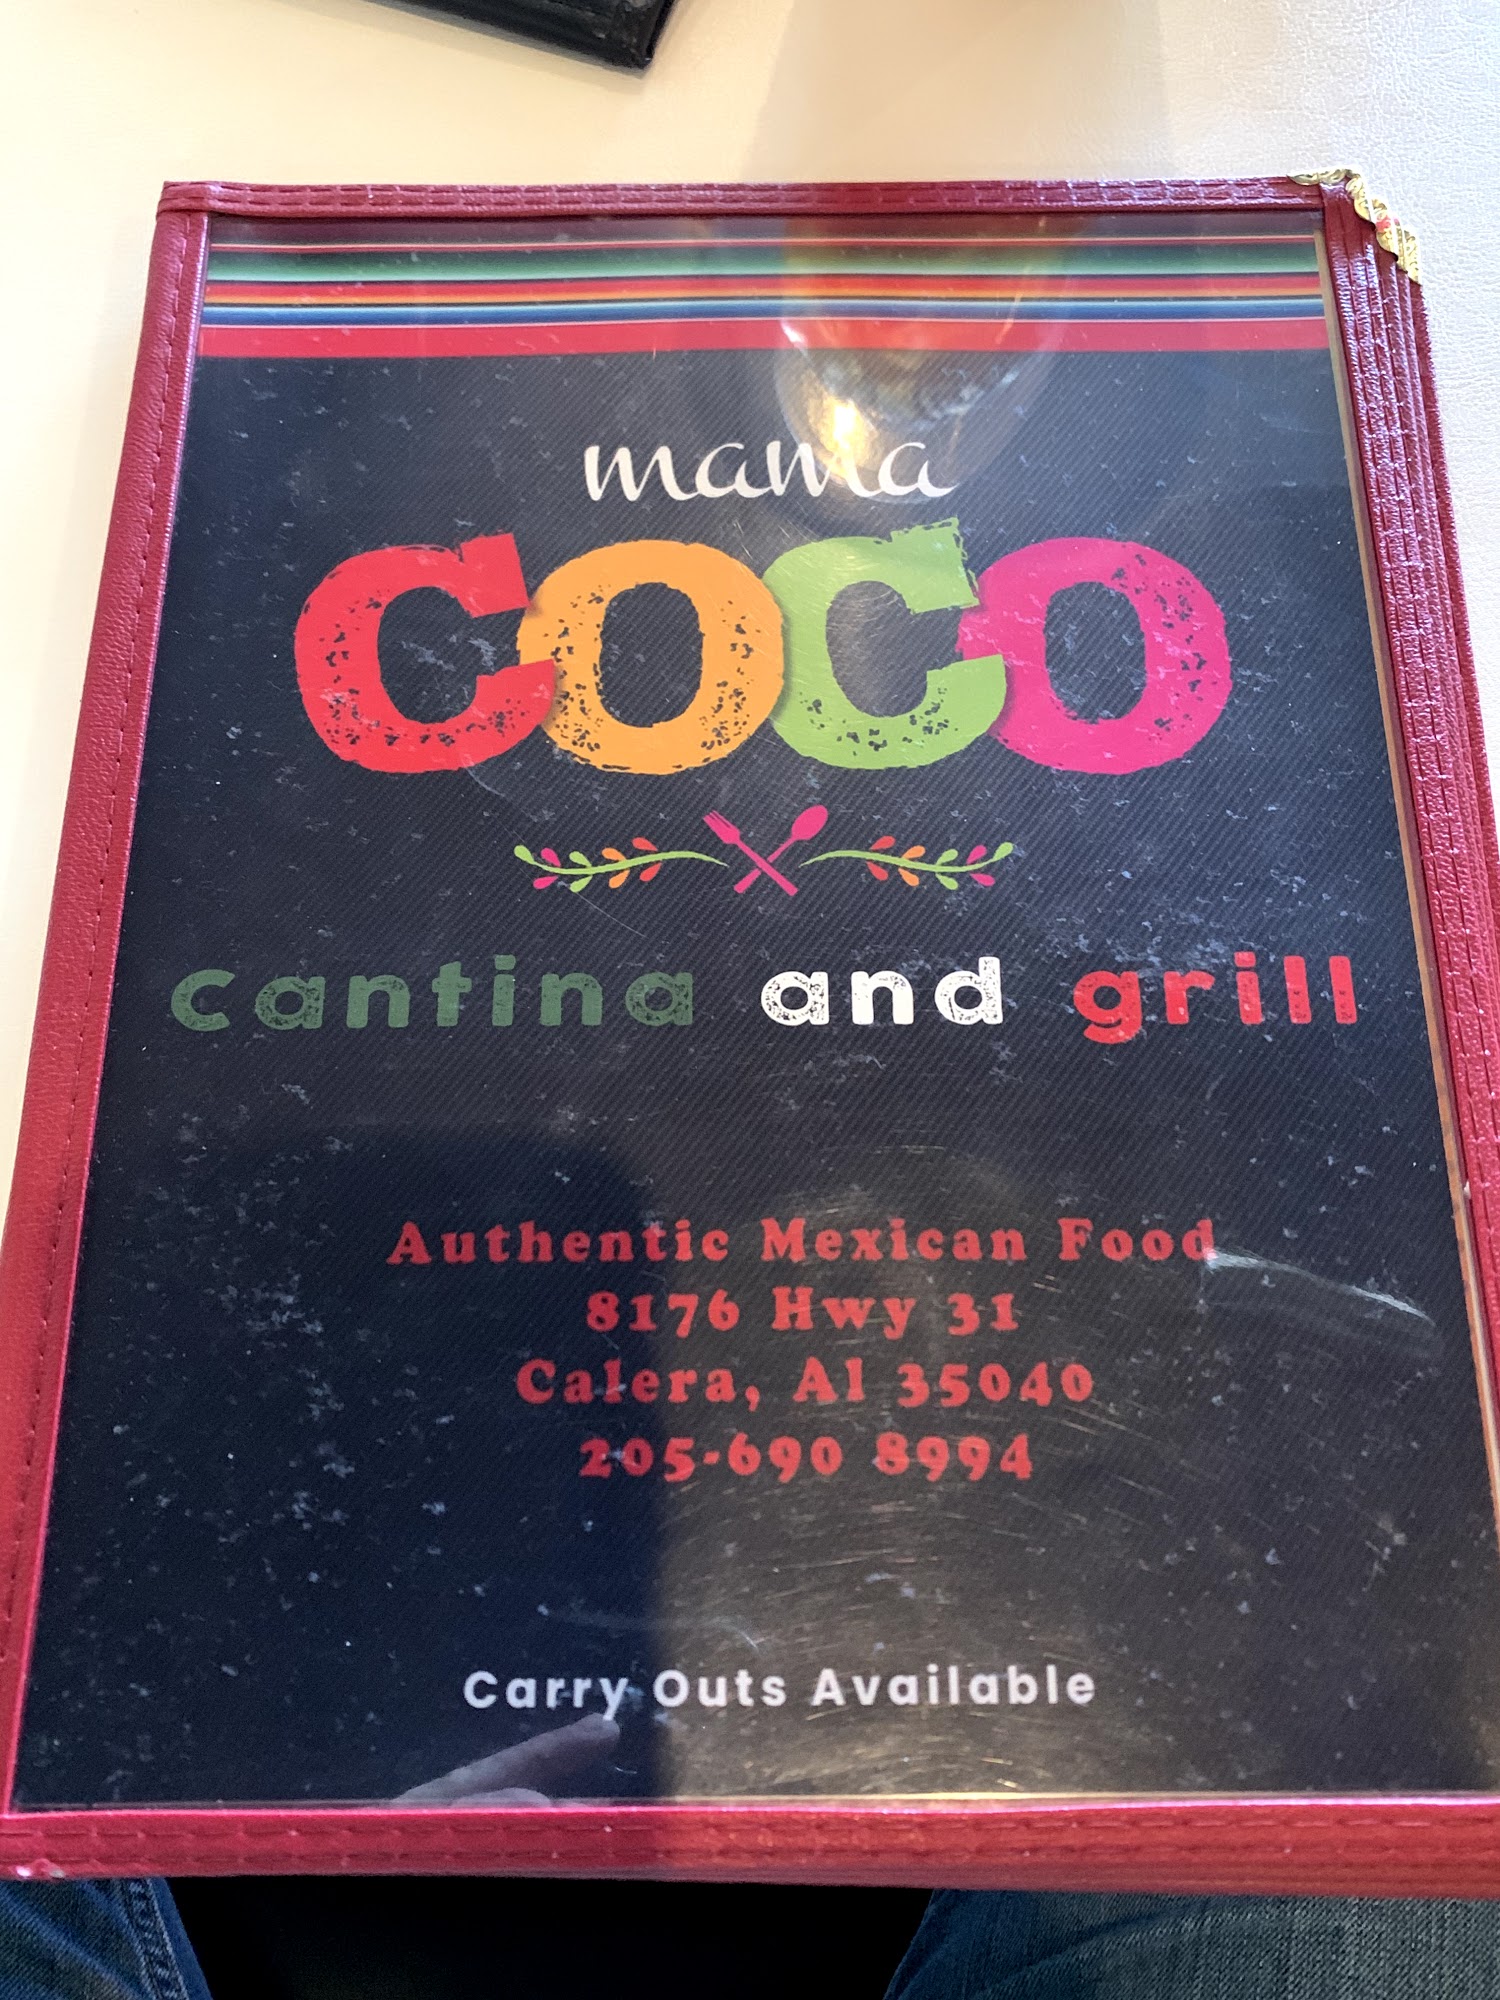 mama
COCO
cantina and grill
Authentic Mexican Food
8176 Hwy 31
Calera, Al 35040
205-690 8994
Carry Outs Available